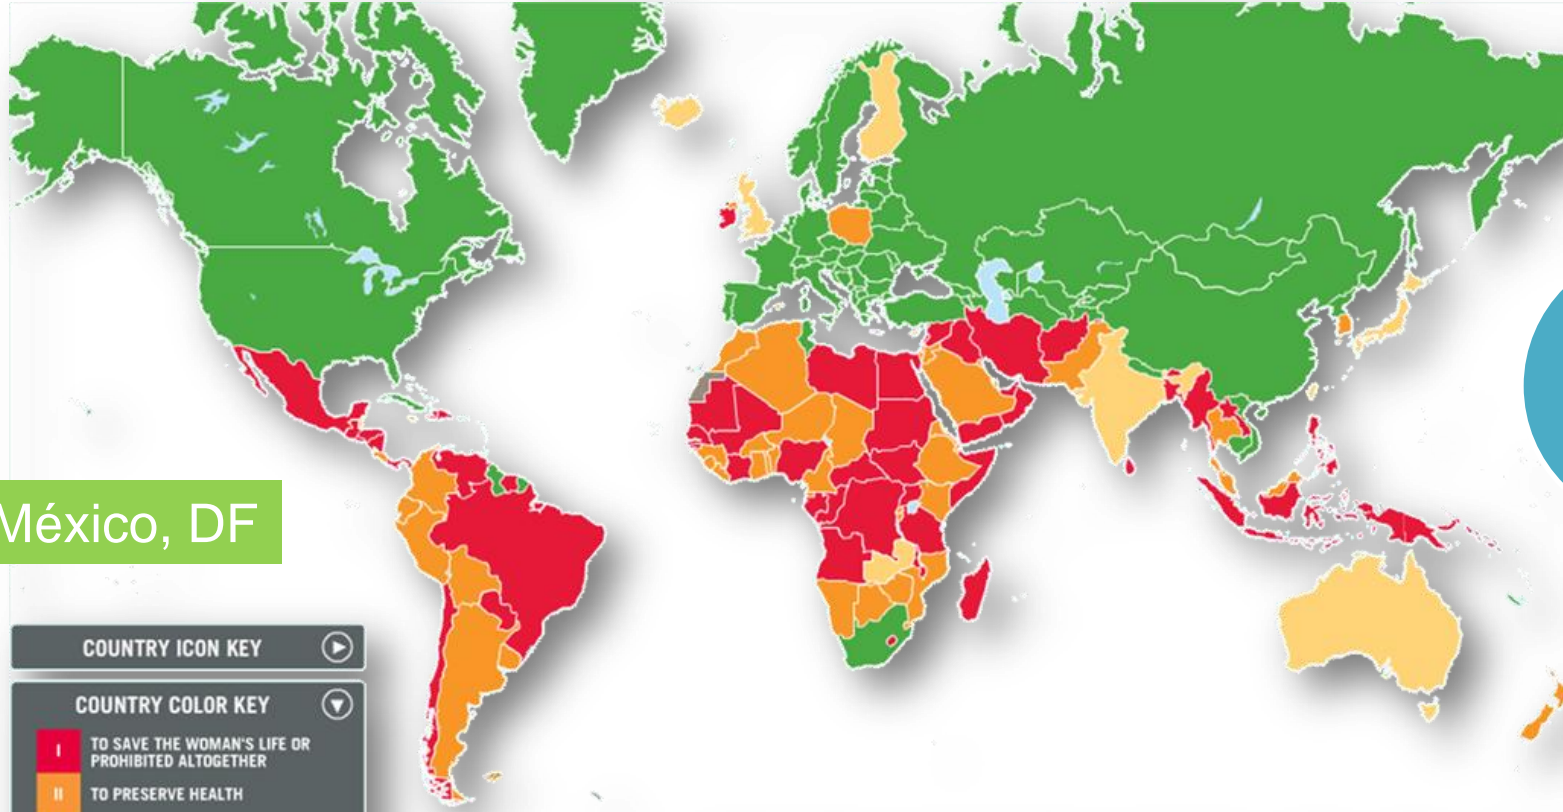 México, DF
COUNTRY ICON KEY
COUNTRY COLOR KEY
I TO SAVE THE WOMAN'S LIFE OR
PROHIBITED ALTOGETHER
II TO PRESERVE HEALTH